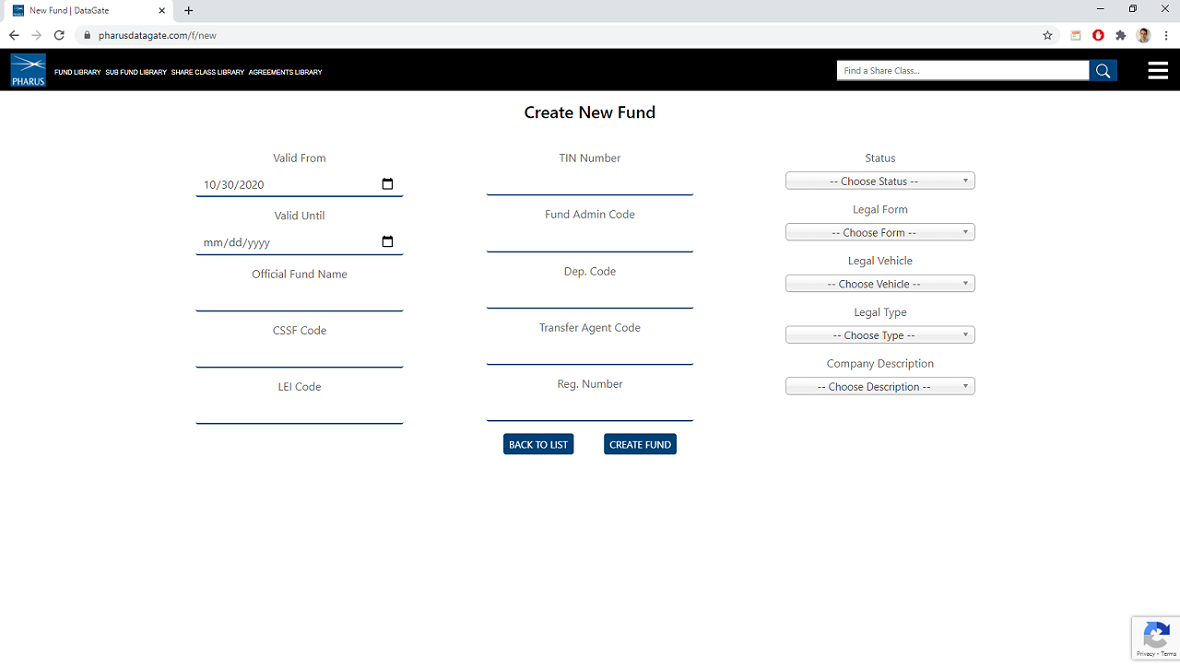 New Fund | DataGate
pharusdatagate.com/f/new
PHARUS
FUND LIBRARY SUB FUND LIBRARY SHARE CLASS LIBRARY AGREEMENTS LIBRARY
Find a Share Class...
Create New Fund
Valid From
10/30/2020
Valid Until
mm/dd/yyyy
Official Fund Name
CSSF Code
LEI Code
TIN Number
Fund Admin Code
Dep. Code
Transfer Agent Code
Reg. Number
Status
-- Choose Status --
Legal Form
-- Choose Form --
Legal Vehicle
-- Choose Vehicle --
Legal Type
-- Choose Type --
Company Description
-- Choose Description --
BACK TO LIST
CREATE FUND
Privacy - Terms